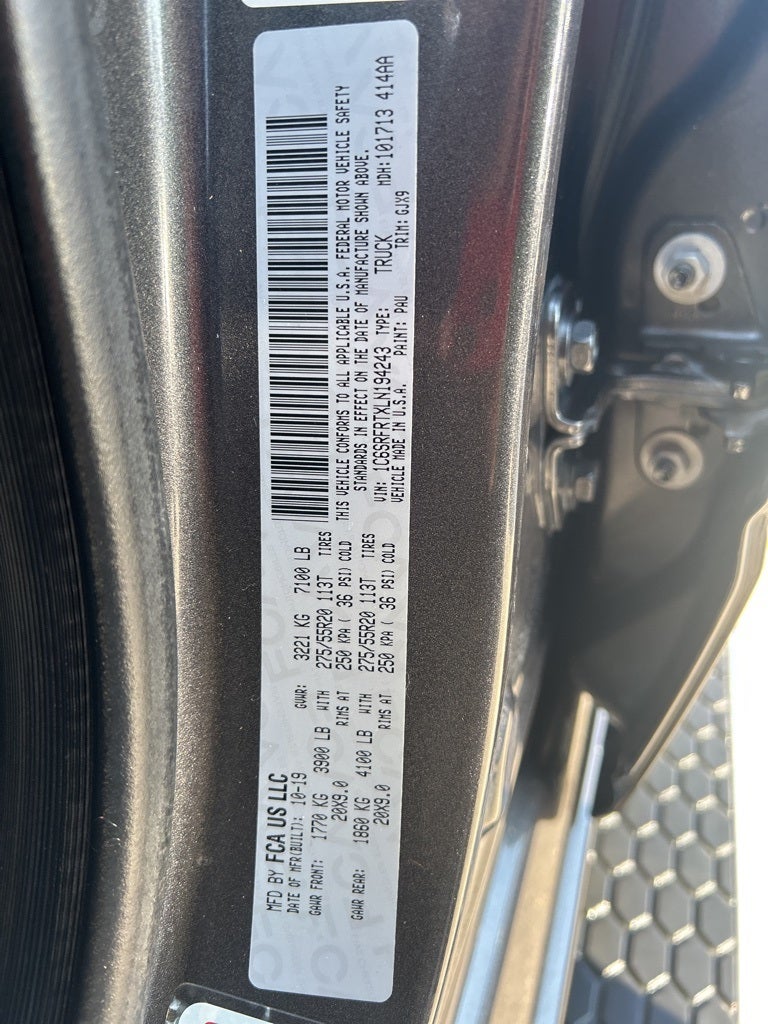 MFD BY FCA US LLC
DATE OF MFR(BUILT): 10-19 GVWR: 3221 KG 7100 LB
GAWR FRONT: 1770 KG 3900 LB WITH 275/55R20 113T TIRES
20X9.0 RIMS AT 250 KPA ( 36 PSI) COLD
GAWR REAR: 1860 KG 4100 LB WITH 275/55R20 113T TIRES
20X9.0 RIMS AT 250 KPA ( 36 PSI) COLD
THIS VEHICLE CONFORMS TO ALL APPLICABLE U.S.A. FEDERAL MOTOR VEHICLE SAFETY
STANDARDS IN EFFECT ON THE DATE OF MANUFACTURE SHOWN ABOVE.
VIN: 1C6SRFRTXLN194243 TYPE: TRUCK MDH:101713 414AA
VEHICLE MADE IN U.S.A. PAINT: PAU TRIM: GJX9